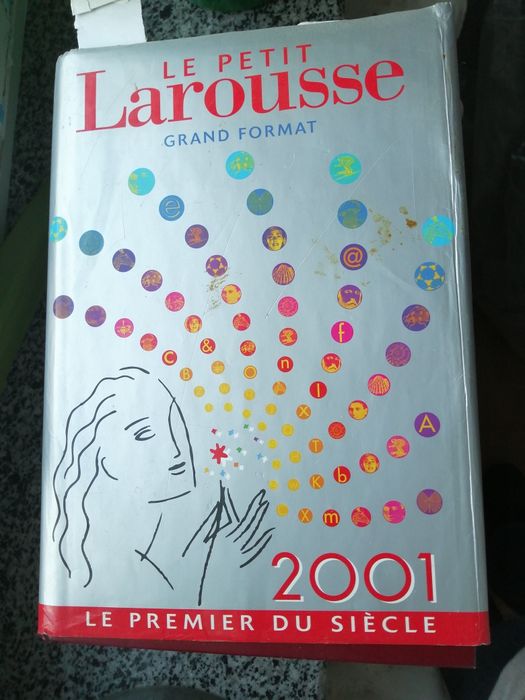 LE PETIT
Larousse
GRAND FORMAT
e
@
&
f
c
o
n
B
l
x
A
T
K
b
x
m
2001
LE PREMIER DU SIÈCLE